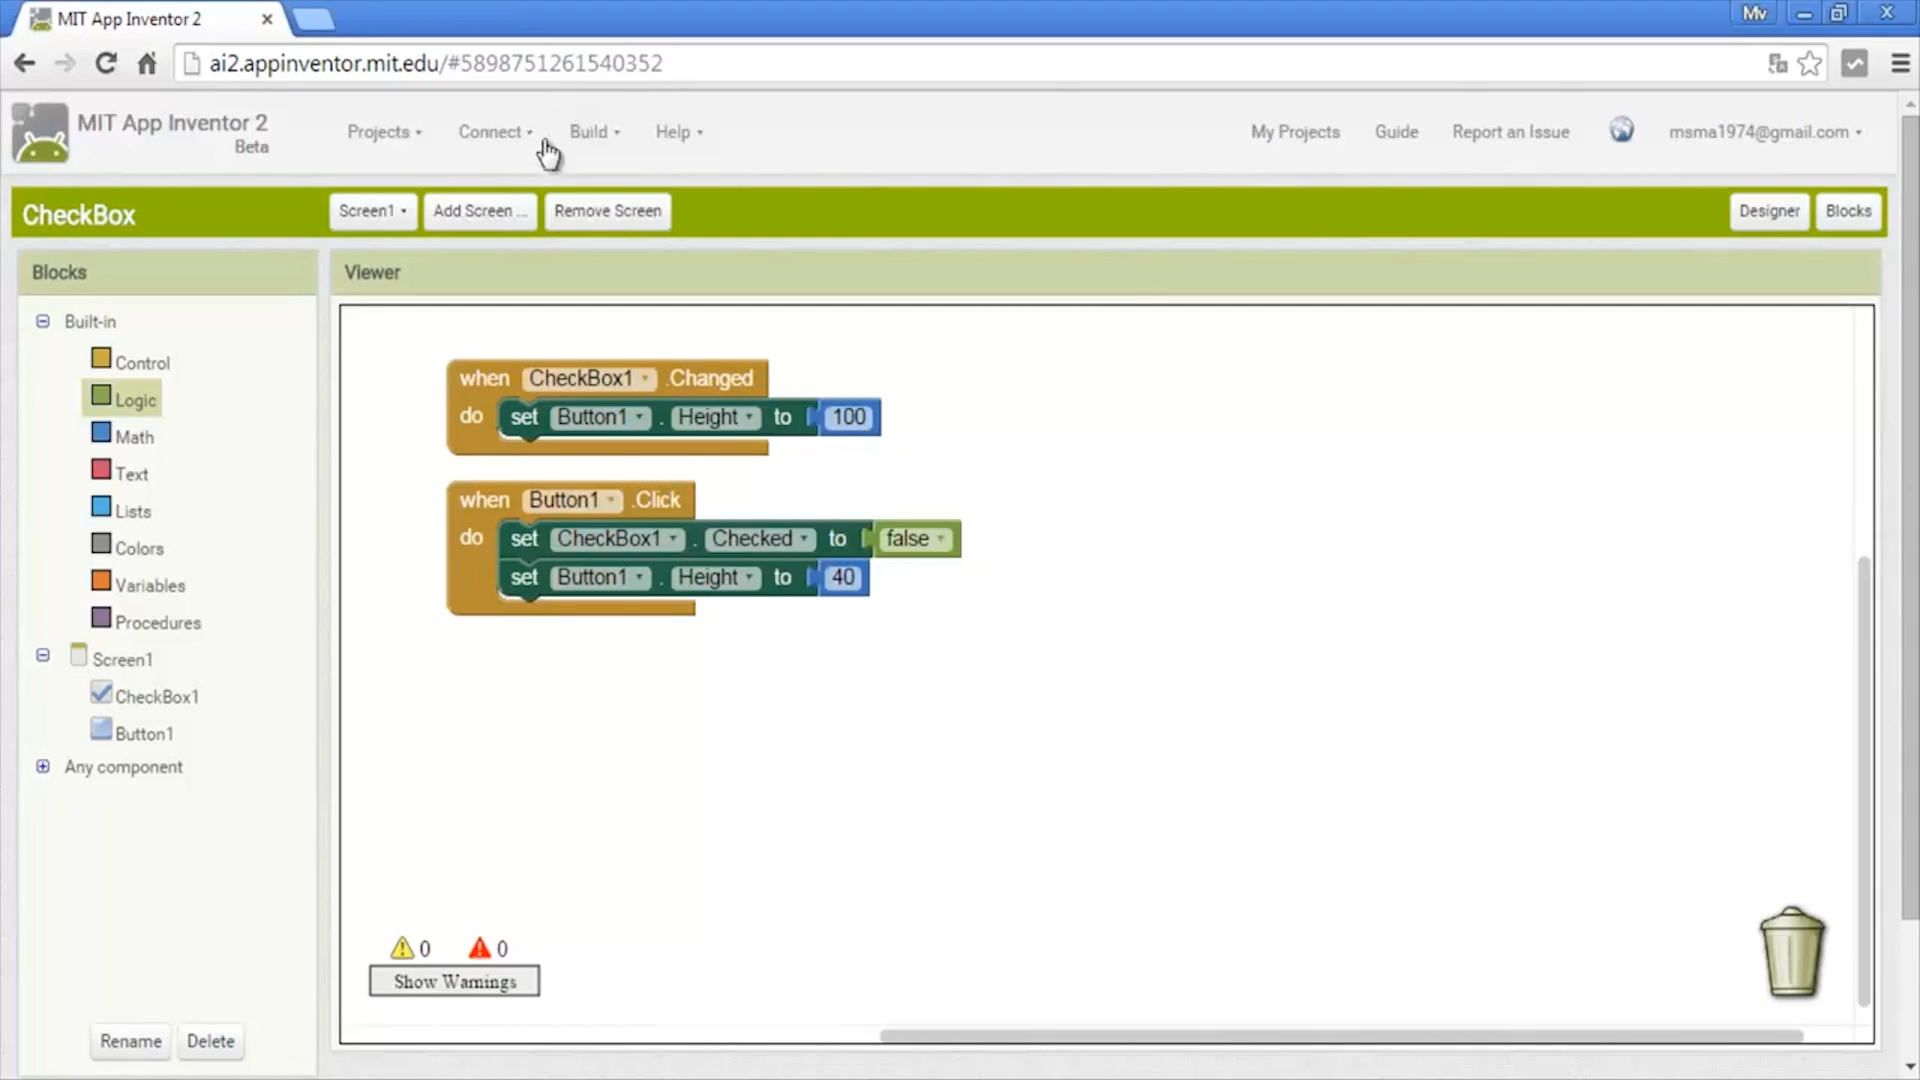 MIT App Inventor 2
Mv
ai2.appinventor.mit.edu/#5898751261540352
MIT App Inventor 2
Beta
Projects Connect Build Help My Projects Guide Report an Issue msma1974@gmail.com
CheckBox Screen1 Add Screen ... Remove Screen Designer Blocks
Blocks
Viewer
Built-in
Control
Logic
Math
Text
Lists
Colors
Variables
Procedures
Screen1
CheckBox1
Button1
Any component
Rename Delete
when CheckBox1 .Changed
do set Button1 . Height to 100
when Button1 .Click
do set CheckBox1 . Checked to false
set Button1 . Height to 40
0 0
Show Warnings